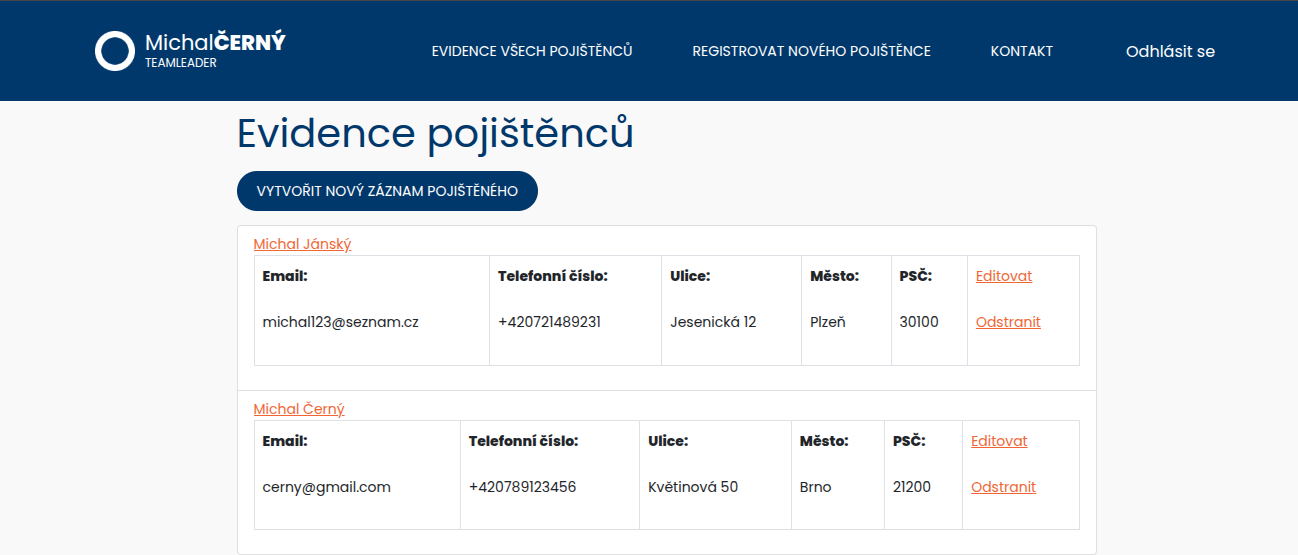 MichalČERNÝ
TEAMLEADER
EVIDENCE VŠECH POJIŠTĚNCŮ
REGISTROVAT NOVÉHO POJIŠTĚNCE
KONTAKT
Odhlásit se
Evidence pojištěnců
VYTVOŘIT NOVÝ ZÁZNAM POJIŠTĚNÉHO
Michal Jánský
Email: Telefonní číslo: Ulice: Město: PSČ: Editovat
michal123@seznam.cz +420721489231 Jesenická 12 Plzeň 30100 Odstranit
Michal Černý
Email: Telefonní číslo: Ulice: Město: PSČ: Editovat
cerny@gmail.com +420789123456 Květinová 50 Brno 21200 Odstranit